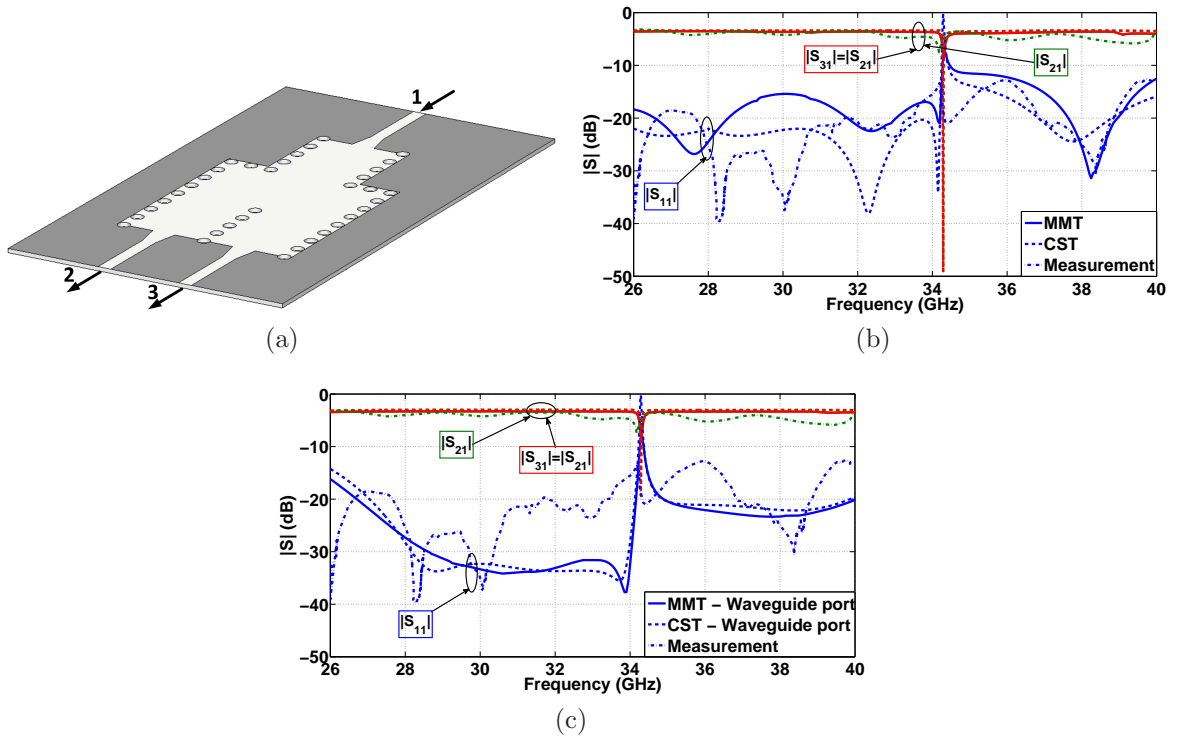 1
2
3
(a)
0
−10
−20
−30
−40
−50
|S| (dB)
26 28 30 32 34 36 38 40
Frequency (GHz)
|S31|=|S21|
|S21|
|S11|
MMT
CST
Measurement
(b)
0
−10
−20
−30
−40
−50
|S| (dB)
26 28 30 32 34 36 38 40
Frequency (GHz)
|S21|
|S31|=|S21|
|S11|
MMT − Waveguide port
CST − Waveguide port
Measurement
(c)